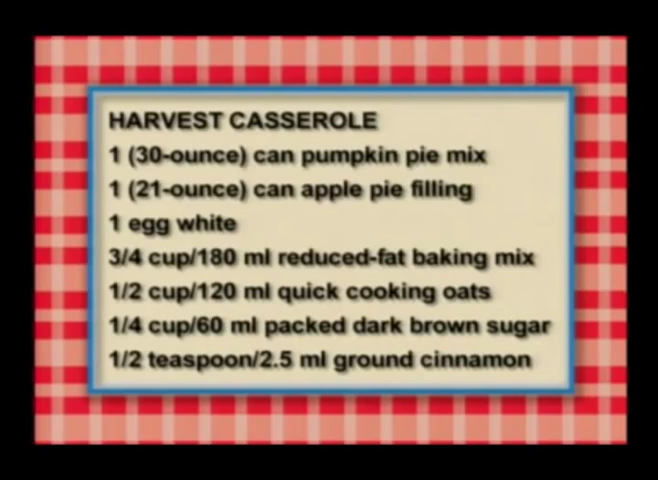 HARVEST CASSEROLE
1 (30-ounce) can pumpkin pie mix
1 (21-ounce) can apple pie filling
1 egg white
3/4 cup/180 ml reduced-fat baking mix
1/2 cup/120 ml quick cooking oats
1/4 cup/60 ml packed dark brown sugar
1/2 teaspoon/2.5 ml ground cinnamon